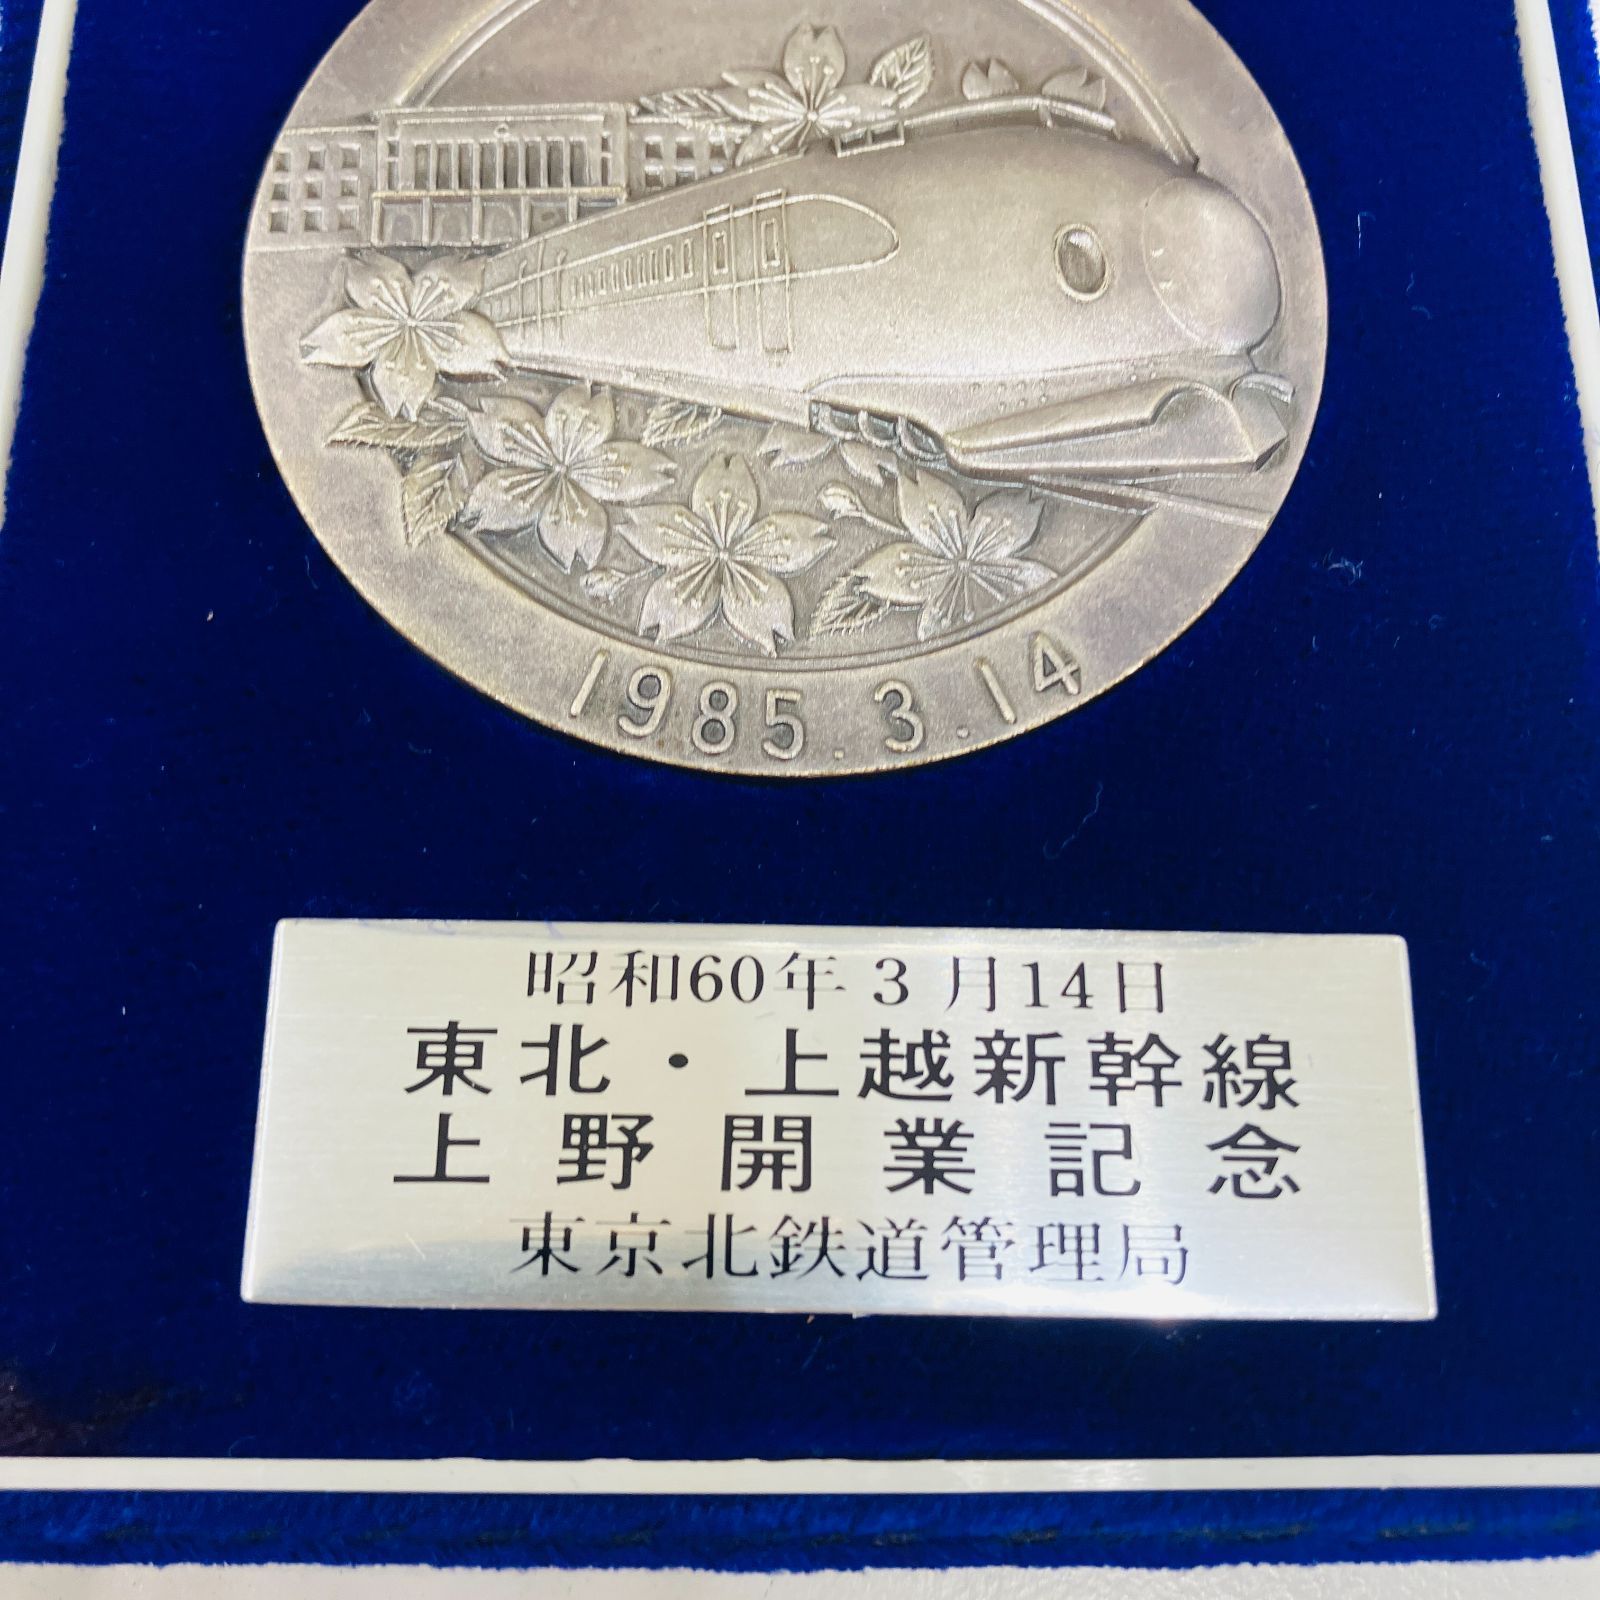 1985.3.14
昭和60年3月14日
東北・上越新幹線
上野開業記念
東京北鉄道管理局